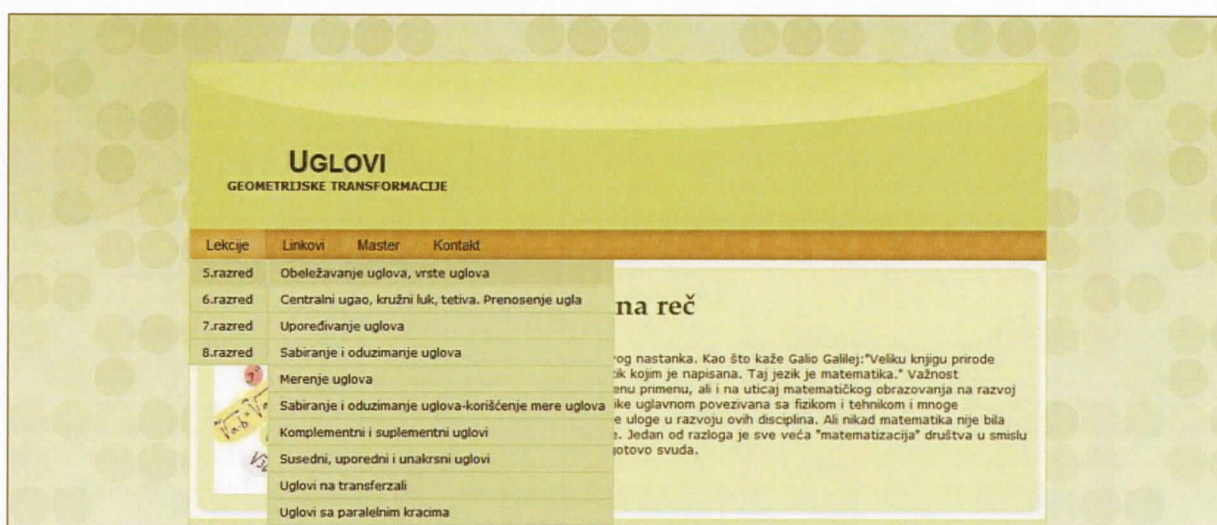 UGLOVI
GEOMETRIJSKE TRANSFORMACIJE
Lekcije Linkovi Master Kontakt
5.razred
6.razred
7.razred
8.razred
Obeležavanje uglova, vrste uglova
Centralni ugao, kružni luk, tetiva. Prenosenje ugla
Upoređivanje uglova
Sabiranje i oduzimanje uglova
Merenje uglova
Sabiranje i oduzimanje uglova-korišćenje mere uglova
Komplementni i suplementni uglovi
Susedni, uporedni i unakrsni uglovi
Uglovi na transferzali
Uglovi sa paralelnim kracima
na reč
nastanka. Kao što kaže Galio Galilej:"Veliku knjigu prirode
kojim je napisana. Taj jezik je matematika." Važnost
primenu, ali i na uticaj matematičkog obrazovanja na razvoj
uglavnom povezivana sa fizikom i tehnikom i mnoge
uloge u razvoju ovih disciplina. Ali nikad matematika nije bila
Jedan od razloga je sve veća "matematizacija" društva u smislu
gotovo svuda.